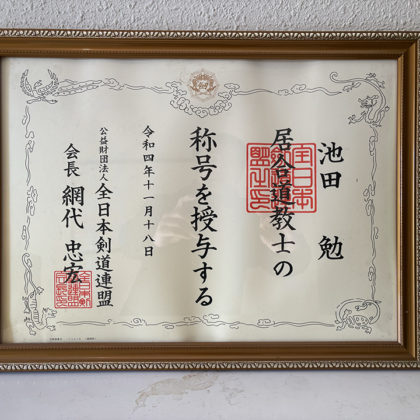 池田 勉
居合道教士の
称号を授与する
令和四年十一月十八日
公益財団法人 全日本剣道連盟
会長 網代 忠宏